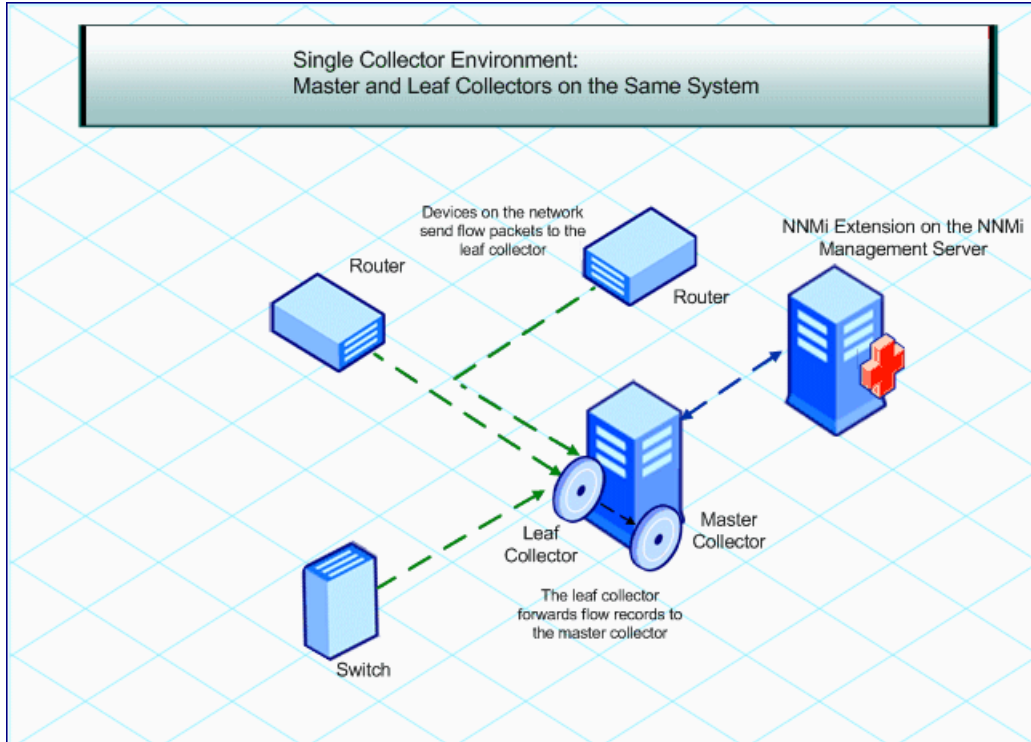 Single Collector Environment:
Master and Leaf Collectors on the Same System
Devices on the network
send flow packets to the
leaf collector
NNMi Extension on the NNMi
Management Server
Router
Router
Leaf
Collector
Master
Collector
The leaf collector
forwards flow records to
the master collector
Switch